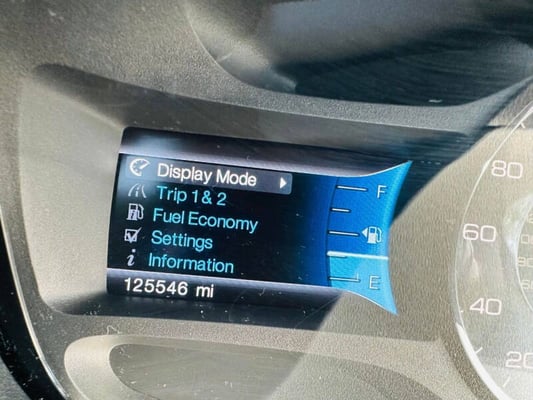 Display Mode
Trip 1 & 2
Fuel Economy
Settings
Information
125546 mi
F
E
80
60
40
20